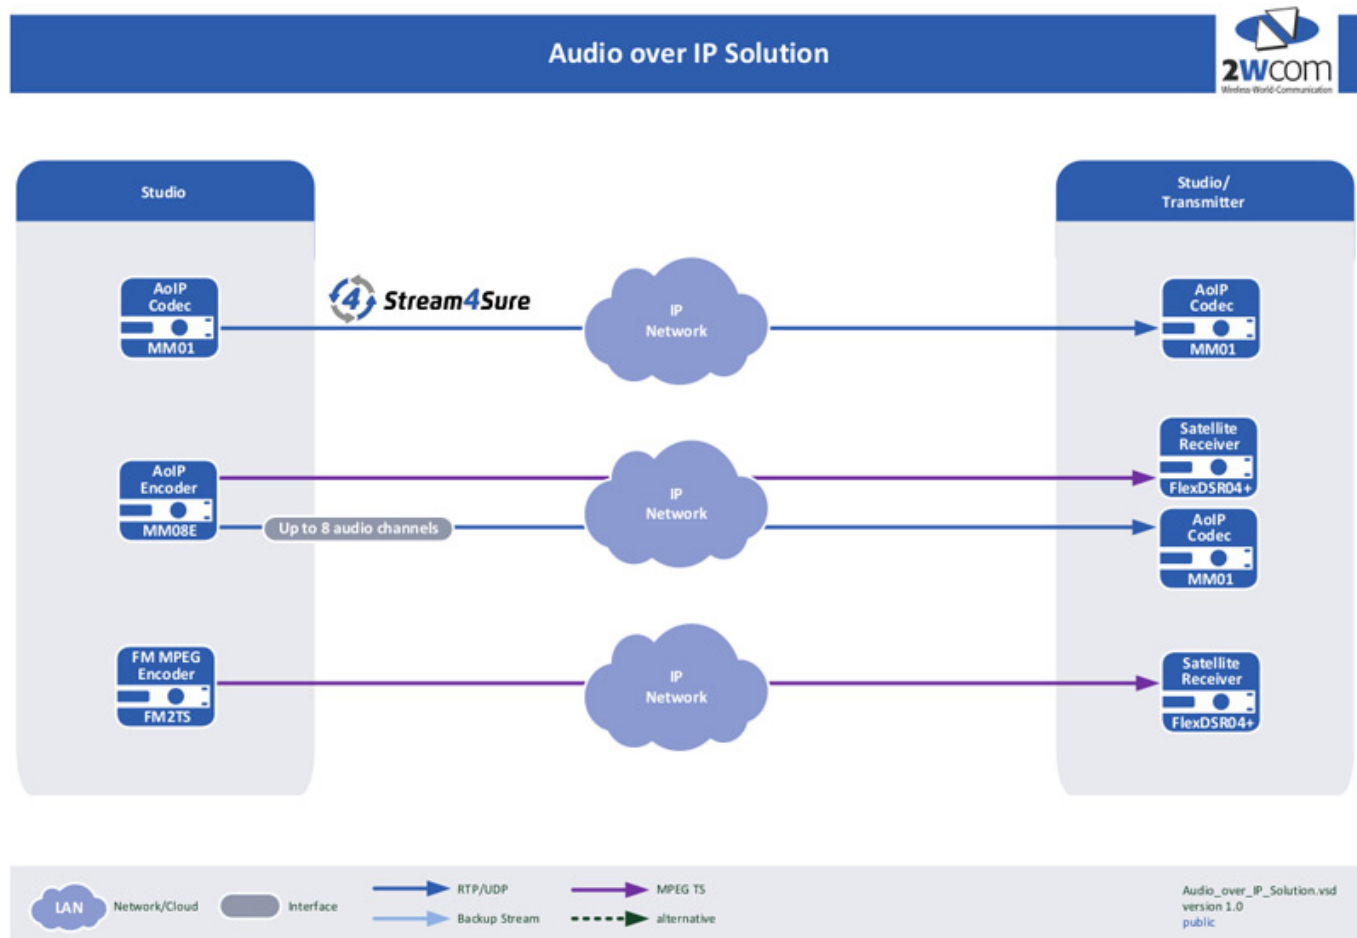 Audio over IP Solution
2Wcom
Wireless-World-Communication
Studio
Studio/
Transmitter
AoIP
Codec
MM01
Stream4Sure
IP
Network
AoIP
Codec
MM01
AoIP
Encoder
MM08E
Up to 8 audio channels
IP
Network
Satellite
Receiver
FlexDSR04+
AoIP
Codec
MM01
FM MPEG
Encoder
FM2TS
IP
Network
Satellite
Receiver
FlexDSR04+
LAN
Network/Cloud
Interface
RTP/UDP
Backup Stream
MPEG TS
alternative
Audio_over_IP_Solution.vsd
version 1.0
public